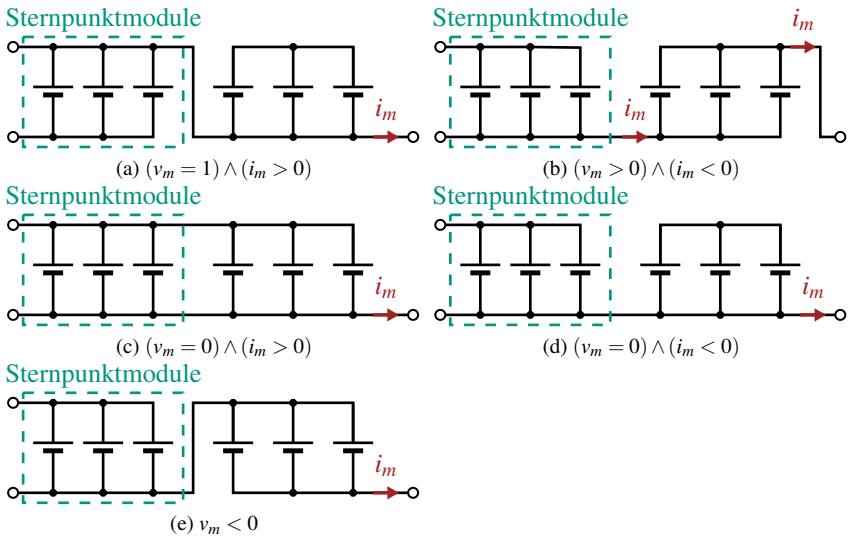 Sternpunktmodule
i_m
(a) (v_m = 1) ∧ (i_m > 0)
Sternpunktmodule
i_m
i_m
(b) (v_m > 0) ∧ (i_m < 0)
Sternpunktmodule
i_m
(c) (v_m = 0) ∧ (i_m > 0)
Sternpunktmodule
i_m
(d) (v_m = 0) ∧ (i_m < 0)
Sternpunktmodule
i_m
(e) v_m < 0